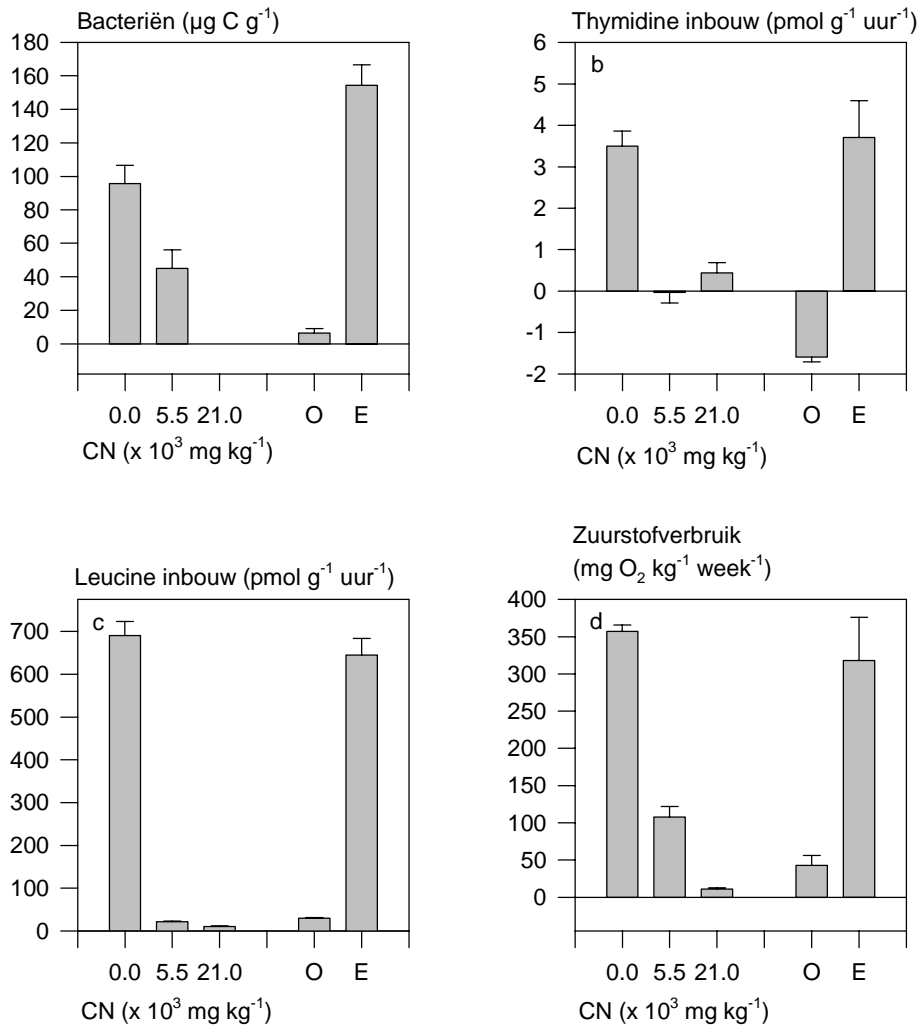 Bacteriën (µg C g⁻¹)
180
160
140
120
100
80
60
40
20
0
0.0 5.5 21.0 O E
CN (x 10³ mg kg⁻¹)
Thymidine inbouw (pmol g⁻¹ uur⁻¹)
b
6
5
4
3
2
1
0
-1
-2
0.0 5.5 21.0 O E
CN (x 10³ mg kg⁻¹)
Leucine inbouw (pmol g⁻¹ uur⁻¹)
c
700
600
500
400
300
200
100
0
0.0 5.5 21.0 O E
CN (x 10³ mg kg⁻¹)
Zuurstofverbruik
(mg O₂ kg⁻¹ week⁻¹)
d
400
350
300
250
200
150
100
50
0
0.0 5.5 21.0 O E
CN (x 10³ mg kg⁻¹)